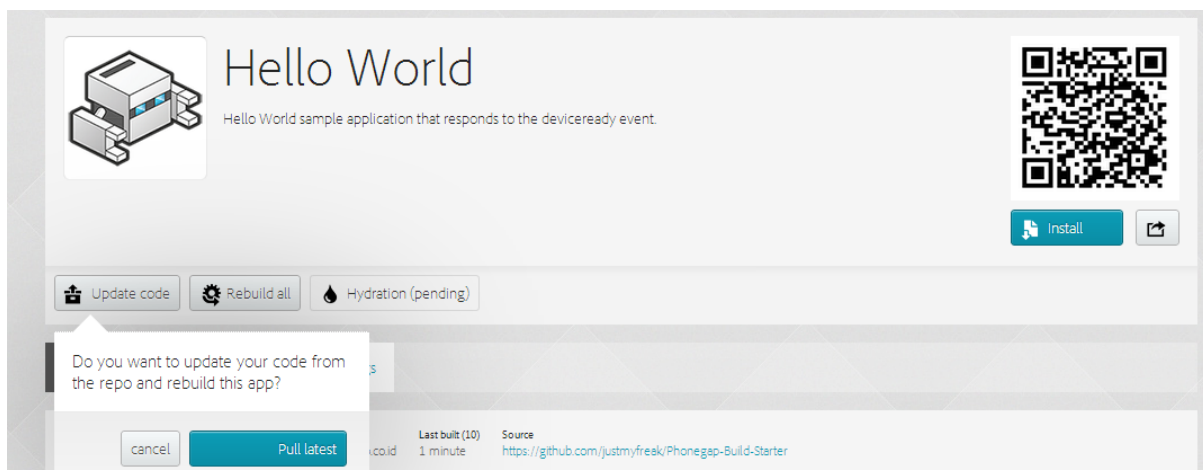 Hello World
Hello World sample application that responds to the deviceready event.
Install
Update code
Rebuild all
Hydration (pending)
Do you want to update your code from
the repo and rebuild this app?
cancel
Pull latest
.co.id
Last built (10)
1 minute
Source
https://github.com/justmyfreak/Phonegap-Build-Starter